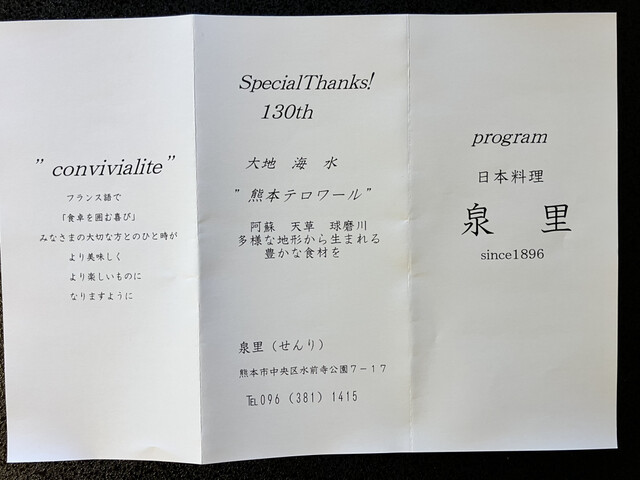 ” convivialite”
フランス語で
「食卓を囲む喜び」
みなさまの大切な方とのひと時が
より美味しく
より楽しいものに
なりますように
SpecialThanks!
130th
大地 海 水
”熊本テロワール”
阿蘇 天草 球磨川
多様な地形から生まれる
豊かな食材を
泉里（せんり）
熊本市中央区水前寺公園７－１７
℡096（381）1415
program
日本料理
泉 里
since1896